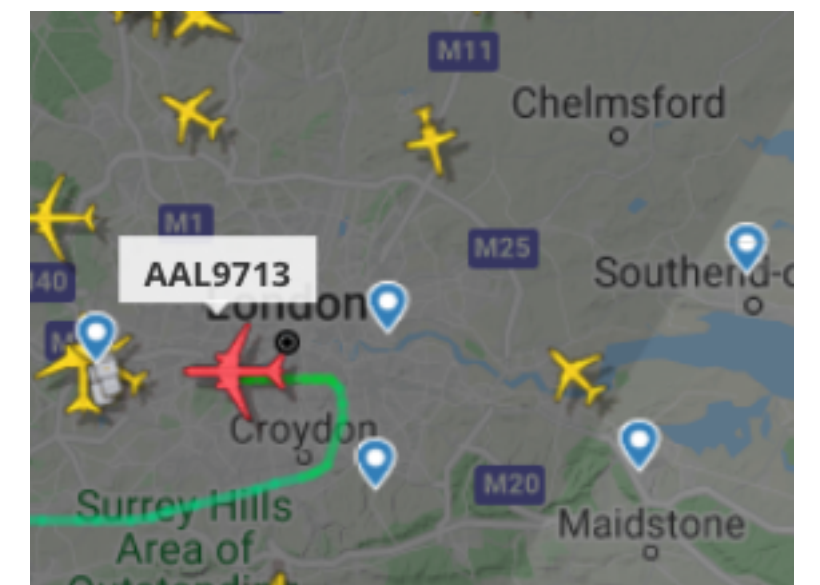 M11
Chelmsford
M1
M25
AAL9713
Southend-o
London
Croydon
M20
Surrey Hills
Area of
Maidstone